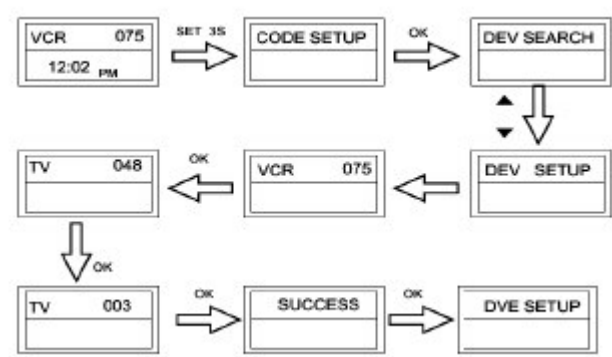 VCR 075
12:02 PM
SET 3S
CODE SETUP
OK
DEV SEARCH
DEV SETUP
VCR 075
OK
TV 048
OK
TV 003
OK
SUCCESS
OK
DVE SETUP